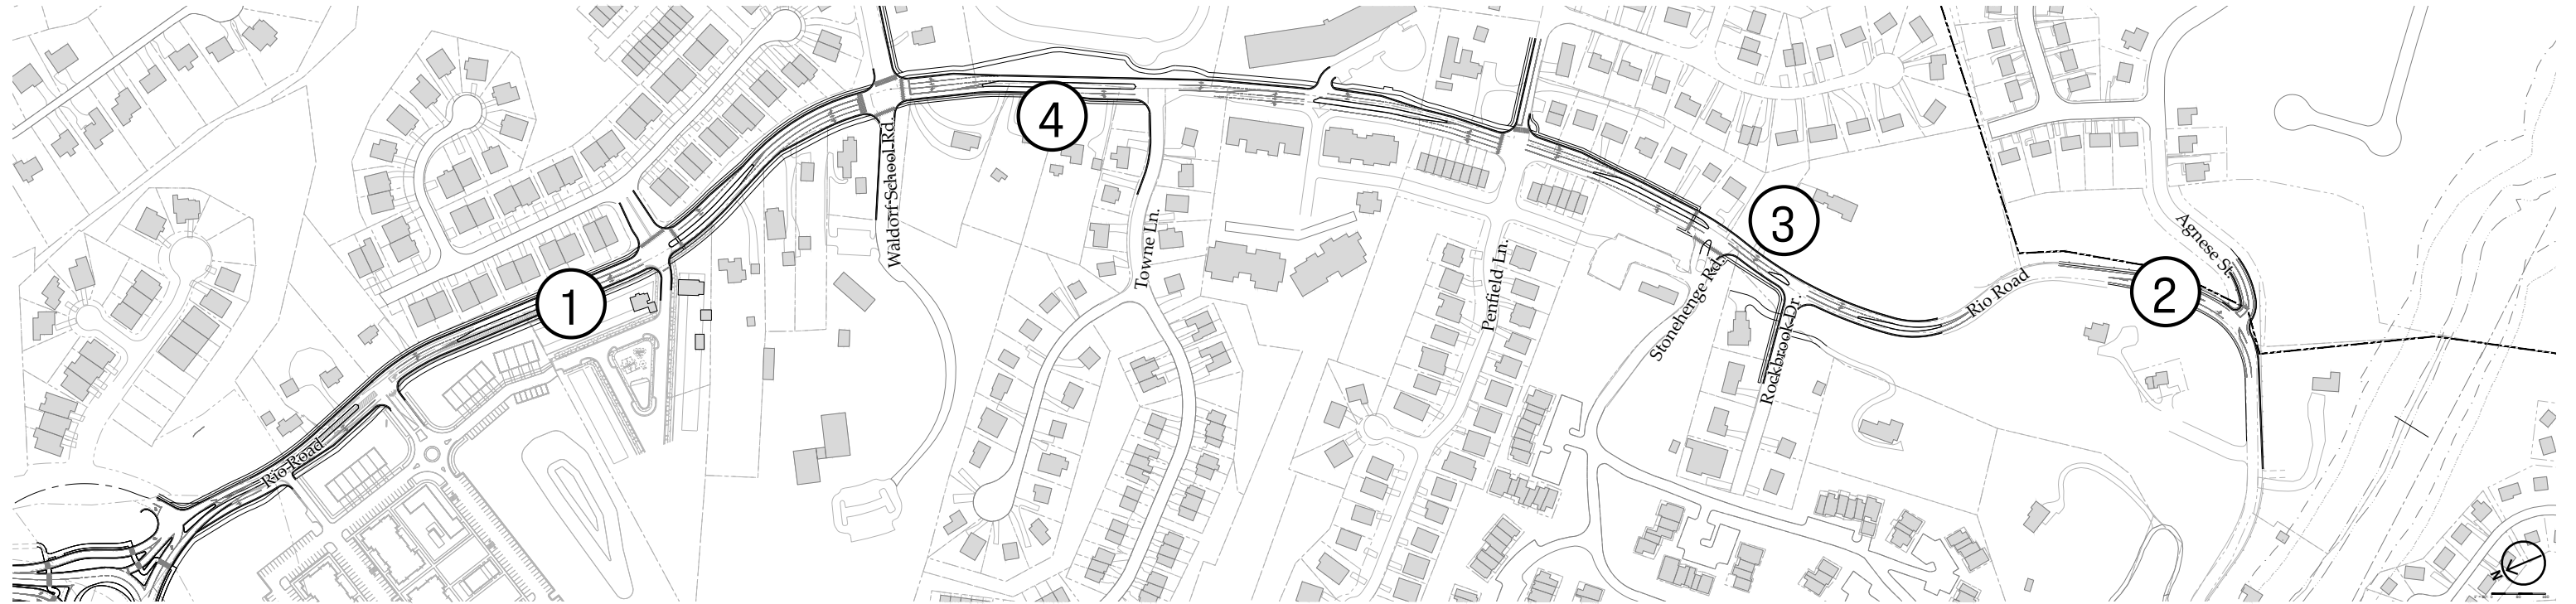 4
Waldorf School Rd.
Towne Ln.
3
Agnese St.
1
Penfield Ln.
Stonehenge Rd.
Rio Road
2
Rockbrook Dr.
Rio Road
N